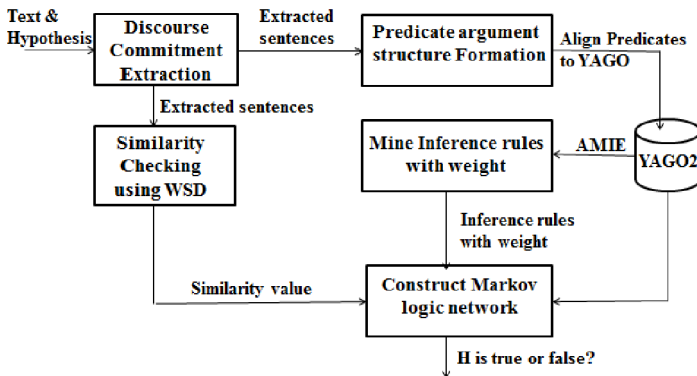 Text &
Hypothesis
Discourse
Commitment
Extraction
Extracted
sentences
Predicate argument
structure Formation
Align Predicates
to YAGO
Extracted sentences
Similarity
Checking
using WSD
Mine Inference rules
with weight
AMIE
YAGO2
Inference rules
with weight
Similarity value
Construct Markov
logic network
H is true or false?